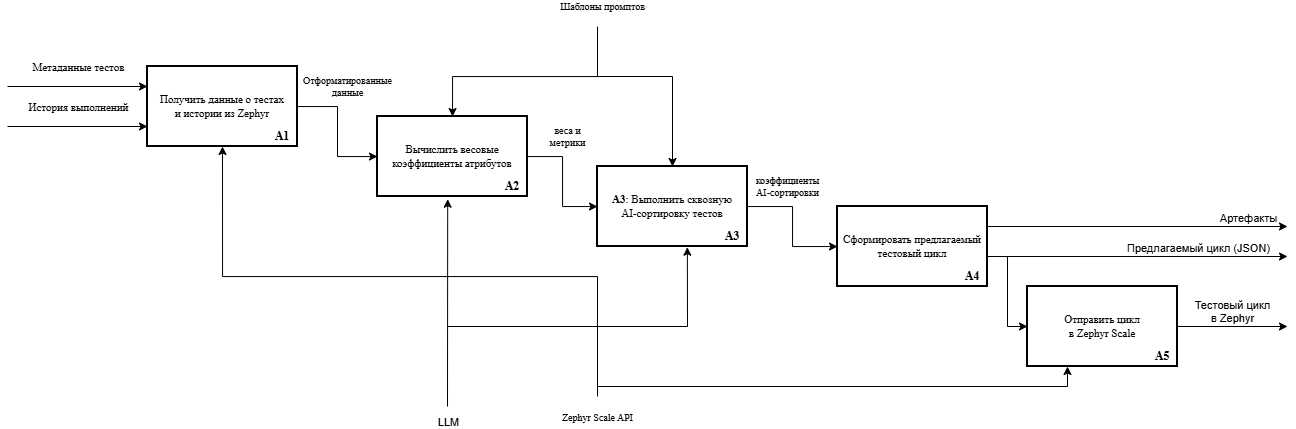 Шаблоны промптов
Метаданные тестов
История выполнений
Получить данные о тестах
и истории из Zephyr
A1
Отформатированные
данные
Вычислить весовые
коэффициенты атрибутов
A2
веса и
метрики
A3: Выполнить сквозную
AI-сортировку тестов
A3
коэффициенты
AI-сортировки
Сформировать предлагаемый
тестовый цикл
A4
Артефакты
Предлагаемый цикл (JSON)
Отправить цикл
в Zephyr Scale
A5
Тестовый цикл
в Zephyr
LLM
Zephyr Scale API